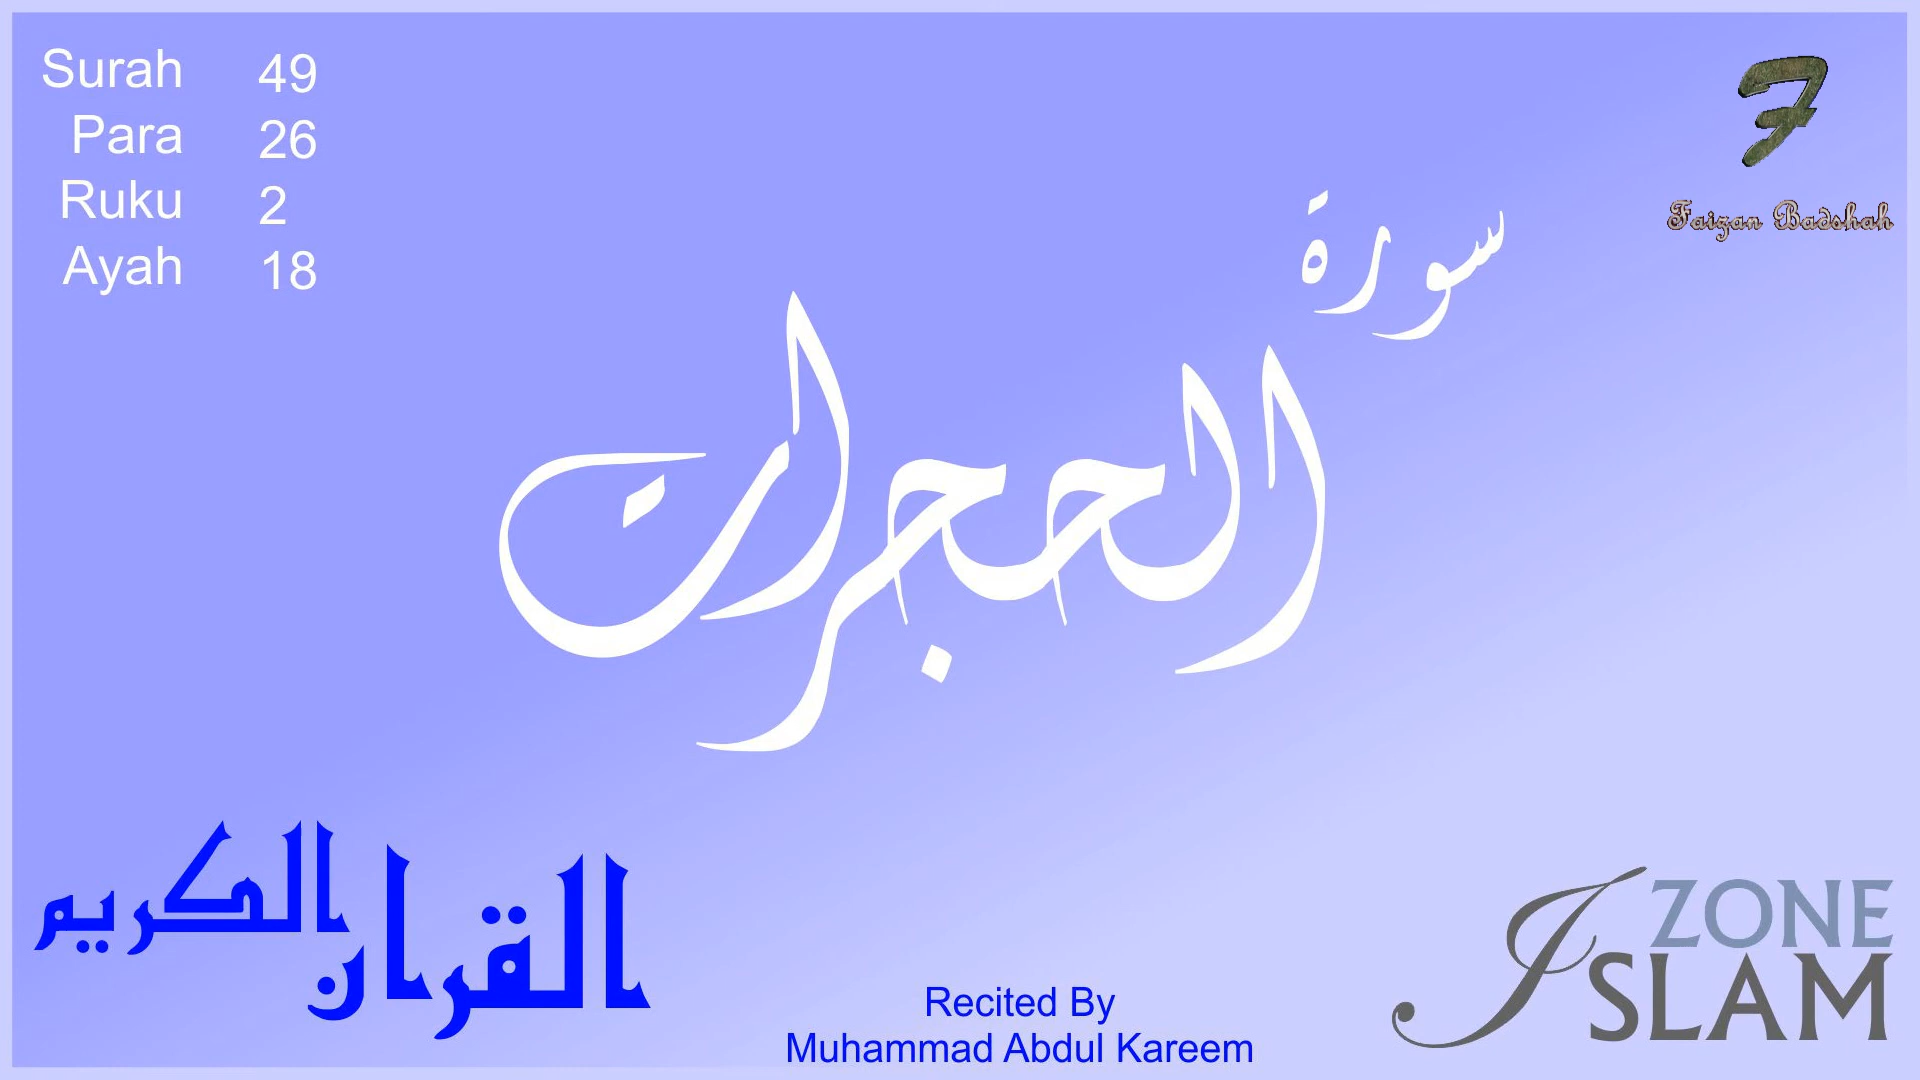 Surah 49
Para 26
Ruku 2
Ayah 18
F
Faizan Badshah
سورة
الحجرات
القران
الكريم
Recited By
Muhammad Abdul Kareem
ZONE
ISLAM